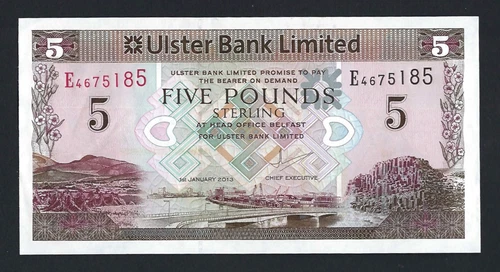 5 Ulster Bank Limited 5
E4675185 ULSTER BANK LIMITED PROMISE TO PAY E4675185
THE BEARER ON DEMAND
5 FIVE POUNDS 5
STERLING
AT HEAD OFFICE BELFAST
FOR ULSTER BANK LIMITED
1st JANUARY 2013 CHIEF EXECUTIVE